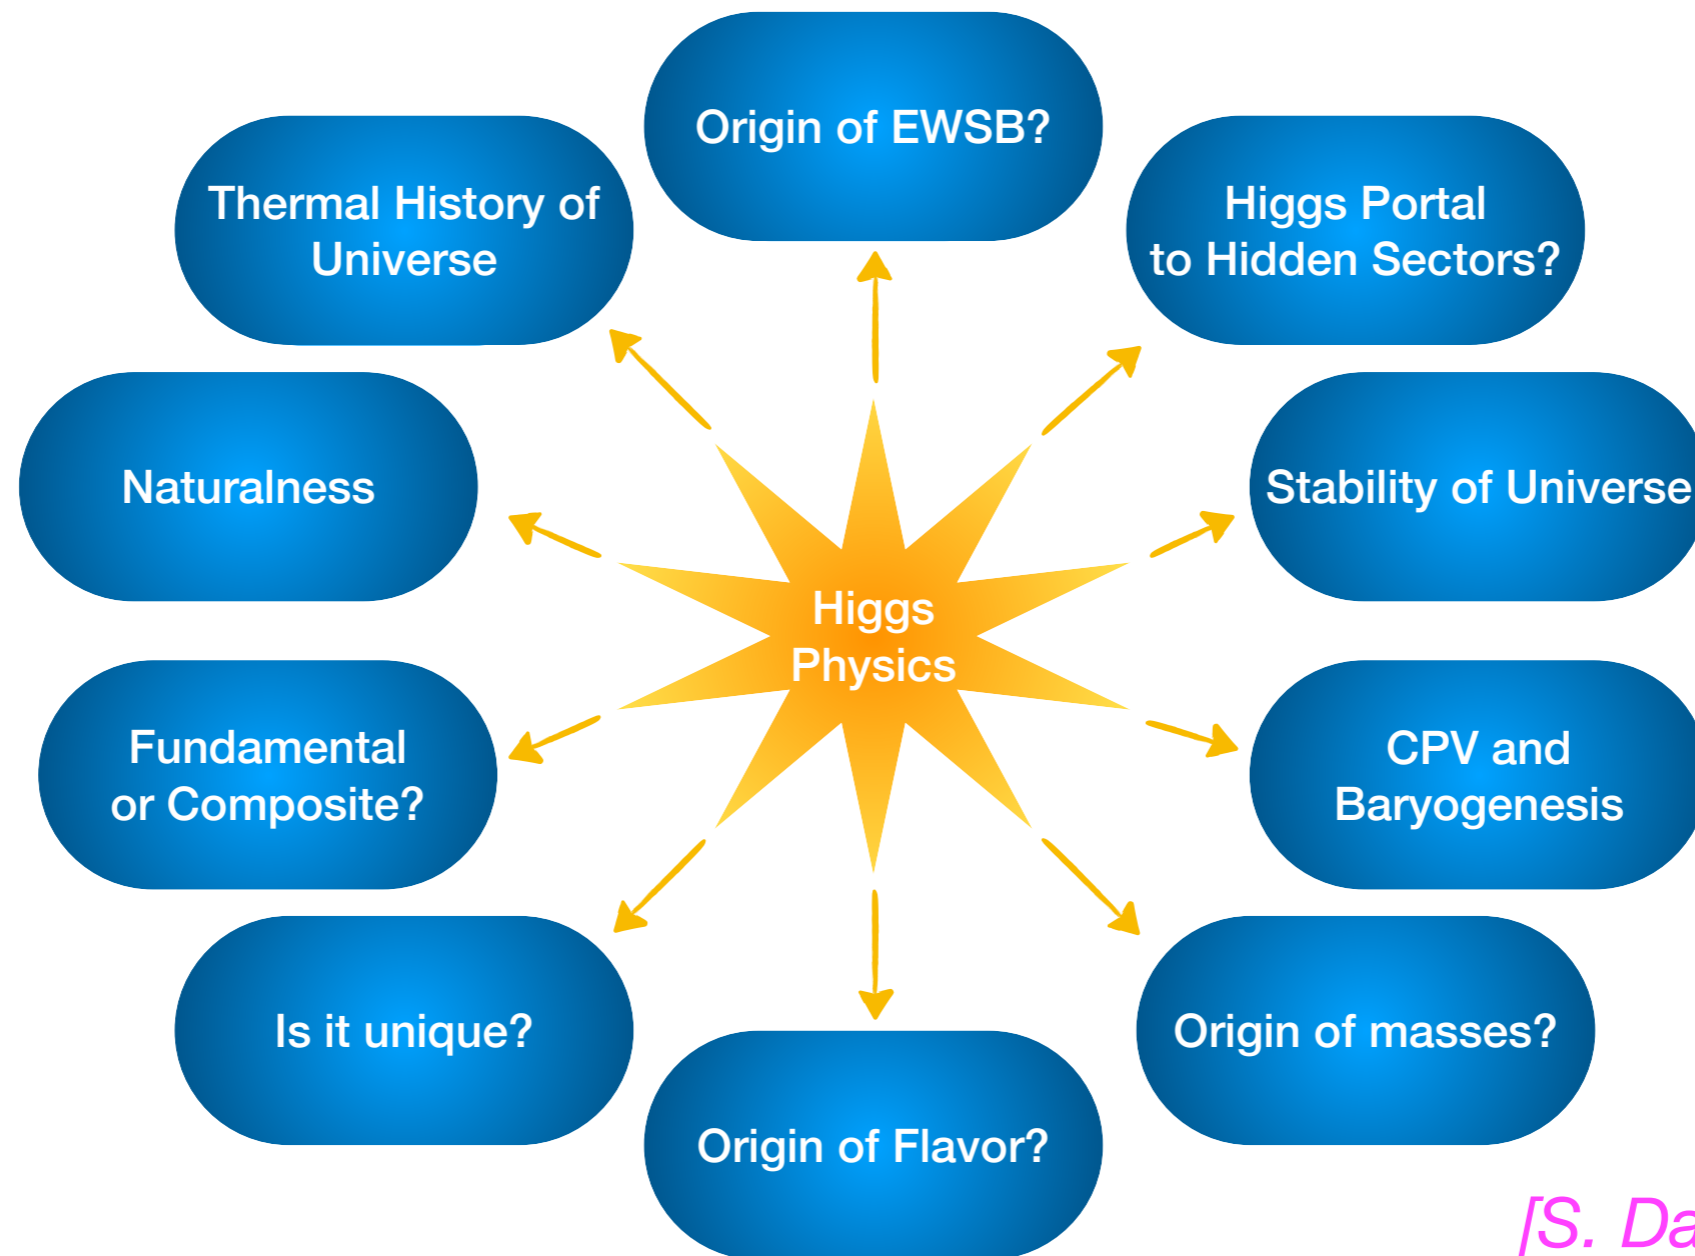 Origin of EWSB?
Thermal History of
Universe
Higgs Portal
to Hidden Sectors?
Naturalness
Stability of Universe
Higgs
Physics
Fundamental
or Composite?
CPV and
Baryogenesis
Is it unique?
Origin of masses?
Origin of Flavor?
[S. Da